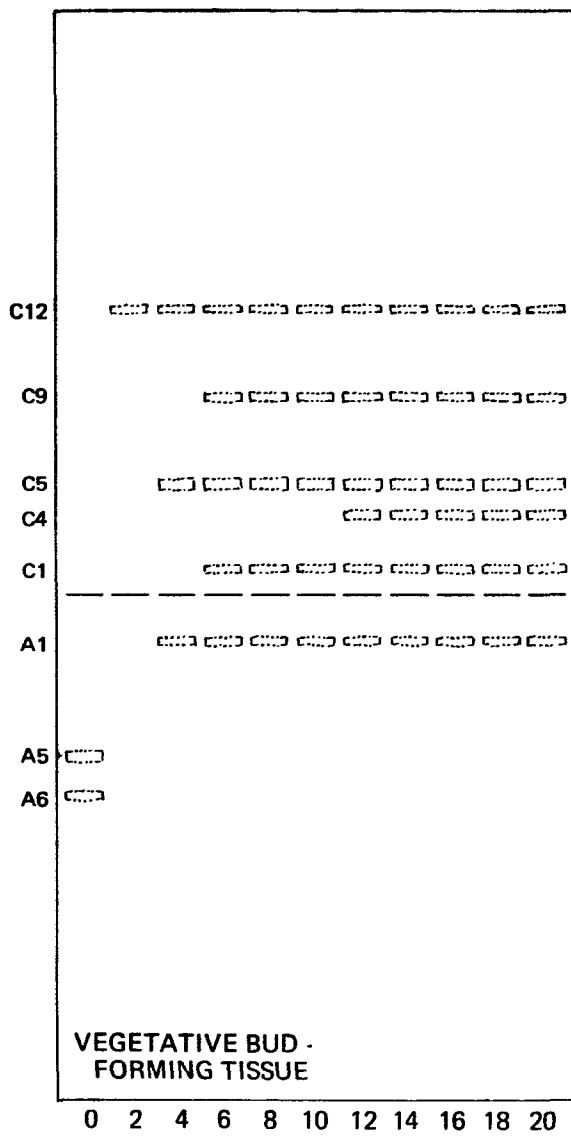 C12
C9
C5
C4
C1
A1
A5
A6
VEGETATIVE BUD -
FORMING TISSUE
0 2 4 6 8 10 12 14 16 18 20